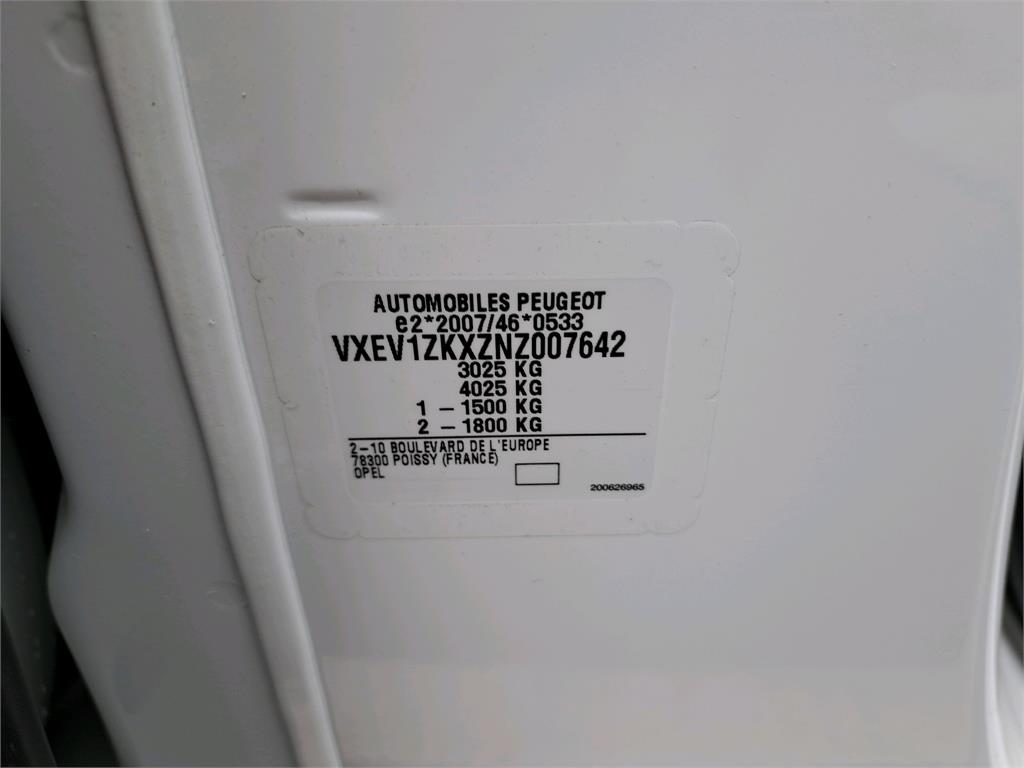 AUTOMOBILES PEUGEOT
e2*2007/46*0533
VXEV1ZKXZNZ007642
3025 KG
4025 KG
1 - 1500 KG
2 - 1800 KG
2-10 BOULEVARD DE L'EUROPE
78300 POISSY (FRANCE)
OPEL
200626965